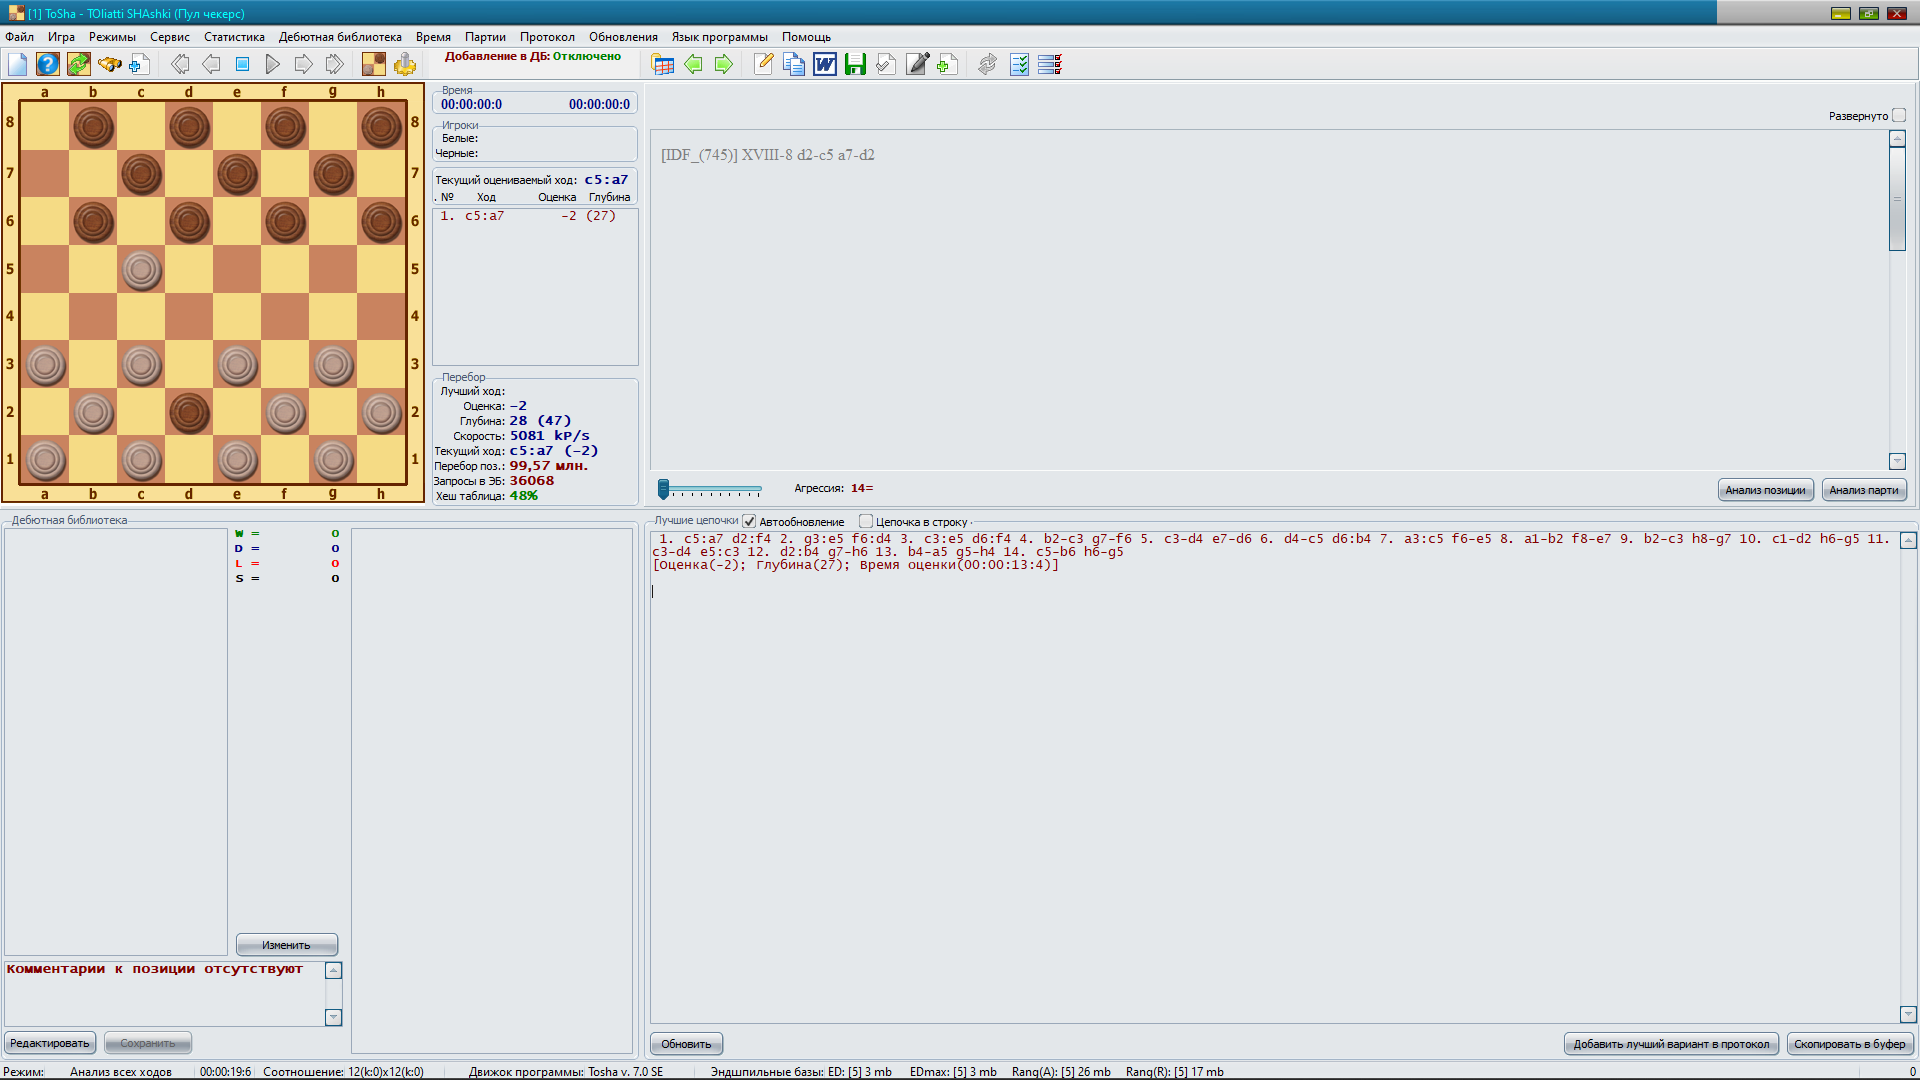 [1] ToSha - TOliatti SHAshki (Пул чекерс)
Файл Игра Режимы Сервис Статистика Дебютная библиотека Время Партии Протокол Обновления Язык программы Помощь
Добавление в ДБ: Отключено
a b c d e f g h
8 8
7 7
6 6
5 5
4 4
3 3
2 2
1 1
a b c d e f g h
Время
00:00:00:0 00:00:00:0
Игроки
Белые:
Черные:
Текущий оцениваемый ход: c5:a7
. № Ход Оценка Глубина
1. c5:a7 -2 (27)
Перебор
Лучший ход:
Оценка: -2
Глубина: 28 (47)
Скорость: 5081 kP/s
Текущий ход: c5:a7 (-2)
Перебор поз.: 99,57 млн.
Запросы в ЭБ: 36068
Хеш таблица: 48%
Развернуто
[IDF_(745)] XVIII-8 d2-c5 a7-d2
Агрессия: 14=
Анализ позиции Анализ парти
Дебютная библиотека
W = 0
D = 0
L = 0
S = 0
Изменить
Комментарии к позиции отсутствуют
Редактировать Сохранить
Лучшие цепочки Автообновление Цепочка в строку
1. c5:a7 d2:f4 2. g3:e5 f6:d4 3. c3:e5 d6:f4 4. b2-c3 g7-f6 5. c3-d4 e7-d6 6. d4-c5 d6:b4 7. a3:c5 f6-e5 8. a1-b2 f8-e7 9. b2-c3 h8-g7 10. c1-d2 h6-g5 11.
c3-d4 e5:c3 12. d2:b4 g7-h6 13. b4-a5 g5-h4 14. c5-b6 h6-g5
[Оценка(-2); Глубина(27); Время оценки(00:00:13:4)]
Обновить Добавить лучший вариант в протокол Скопировать в буфер
Режим: Анализ всех ходов 00:00:19:6 Соотношение: 12(k:0)x12(k:0) Движок программы: Tosha v. 7.0 SE Эндшпильные базы: ED: [5] 3 mb EDmax: [5] 3 mb Rang(A): [5] 26 mb Rang(R): [5] 17 mb 0